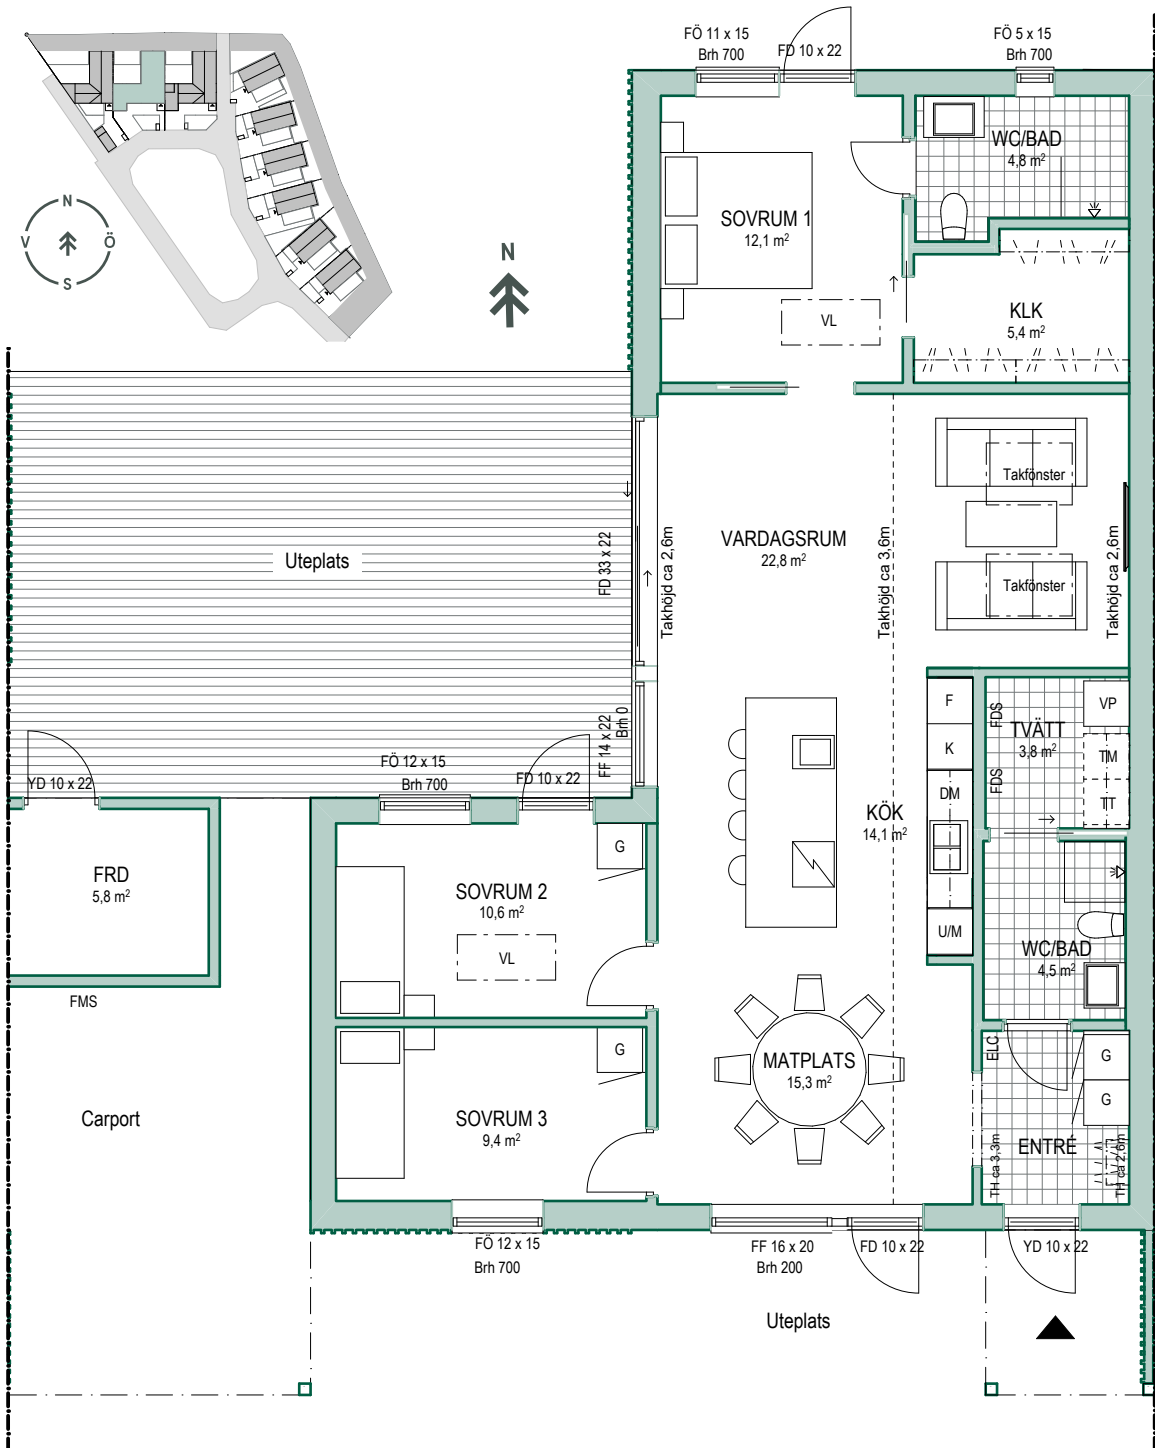 FÖ 11 x 15
Brh 700
FD 10 x 22
FÖ 5 x 15
Brh 700
N
V
Ö
S
N
WC/BAD
4,8 m²
SOVRUM 1
12,1 m²
VL
KLK
5,4 m²
Takfönster
Takfönster
VARDAGSRUM
22,8 m²
Takhöjd ca 2,6m
Takhöjd ca 3,6m
Takhöjd ca 2,6m
Uteplats
FD 33 x 22
FF 14 x 22
Brh 0
F
K
DM
U/M
FDS
FDS
TVÄTT
3,8 m²
VP
TM
TT
YD 10 x 22
FÖ 12 x 15
Brh 700
FD 10 x 22
KÖK
14,1 m²
FRD
5,8 m²
G
SOVRUM 2
10,6 m²
VL
WC/BAD
4,5 m²
FMS
G
ELC
G
G
MATPLATS
15,3 m²
Carport
SOVRUM 3
9,4 m²
ENTRÉ
TH ca 3,3m
TH ca 2,6m
FÖ 12 x 15
Brh 700
FF 16 x 20
Brh 200
FD 10 x 22
YD 10 x 22
Uteplats